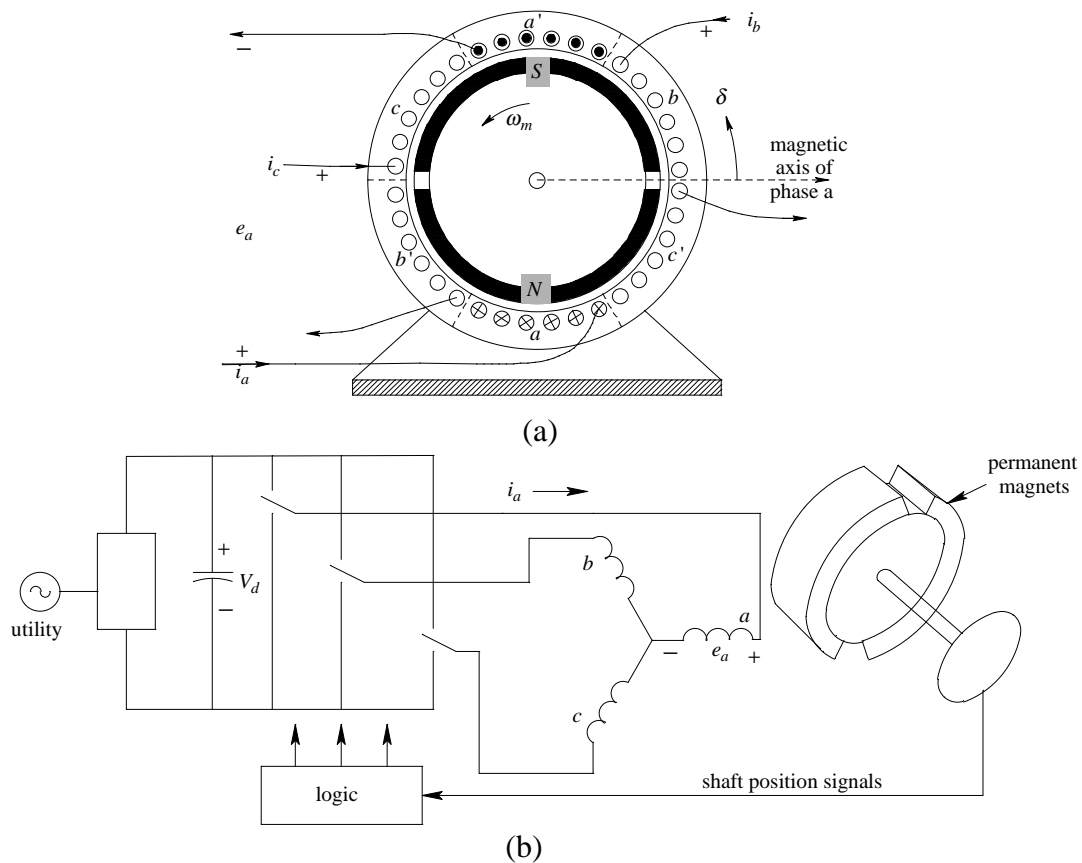 a'
i_b
−
+
S
c
b
δ
ω_m
magnetic
axis of
phase a
i_c
+
e_a
b'
c'
N
a
+
i_a
(a)
permanent
magnets
i_a
+
V_d
−
b
utility
a
−
e_a
+
c
shaft position signals
logic
(b)